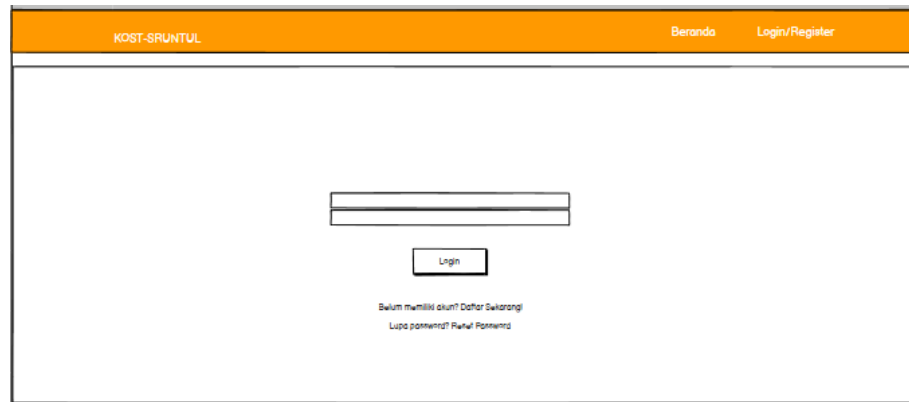 KOST-SRUNTUL
Beranda
Login/Register
Login
Belum memiliki akun? Daftar Sekarang!
Lupa password? Reset Password